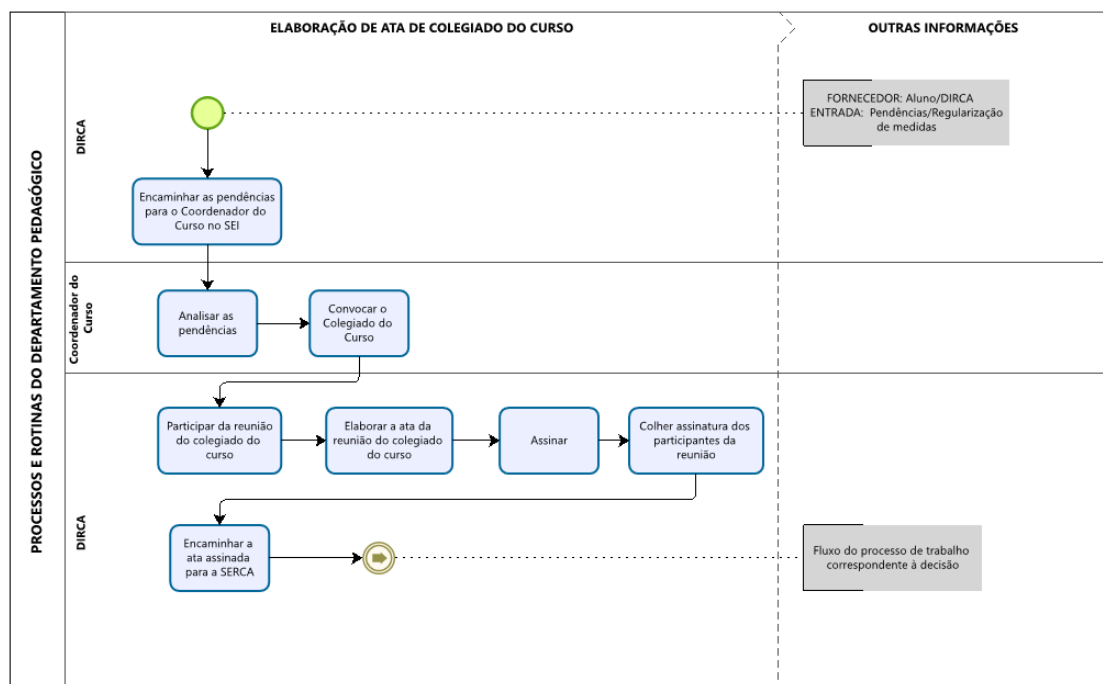 PROCESSOS E ROTINAS DO DEPARTAMENTO PEDAGÓGICO
ELABORAÇÃO DE ATA DE COLEGIADO DO CURSO
OUTRAS INFORMAÇÕES
DIRCA
FORNECEDOR: Aluno/DIRCA
ENTRADA: Pendências/Regularização
de medidas
Encaminhar as pendências
para o Coordenador do
Curso no SEI
Coordenador do
Curso
Analisar as
pendências
Convocar o
Colegiado do
Curso
DIRCA
Participar da reunião
do colegiado do
curso
Elaborar a ata da
reunião do colegiado
do curso
Assinar
Colher assinatura dos
participantes da
reunião
Encaminhar a
ata assinada
para a SERCA
Fluxo do processo de trabalho
correspondente à decisão